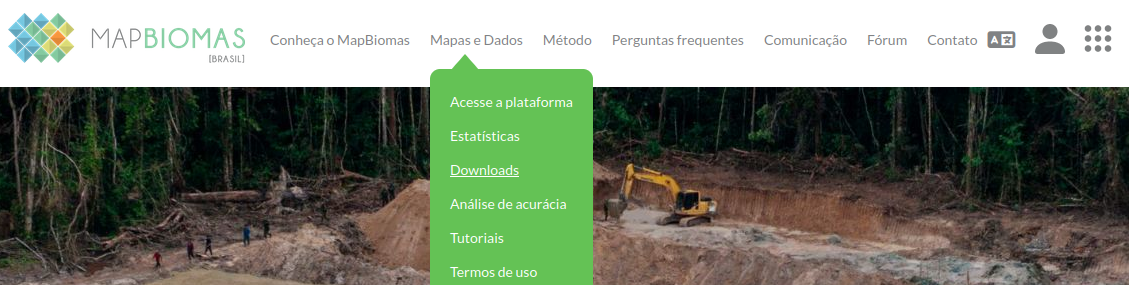 MAPBIOMAS
[BRASIL]
Conheça o MapBiomas Mapas e Dados Método Perguntas frequentes Comunicação Fórum Contato
Acesse a plataforma
Estatísticas
Downloads
Análise de acurácia
Tutoriais
Termos de uso